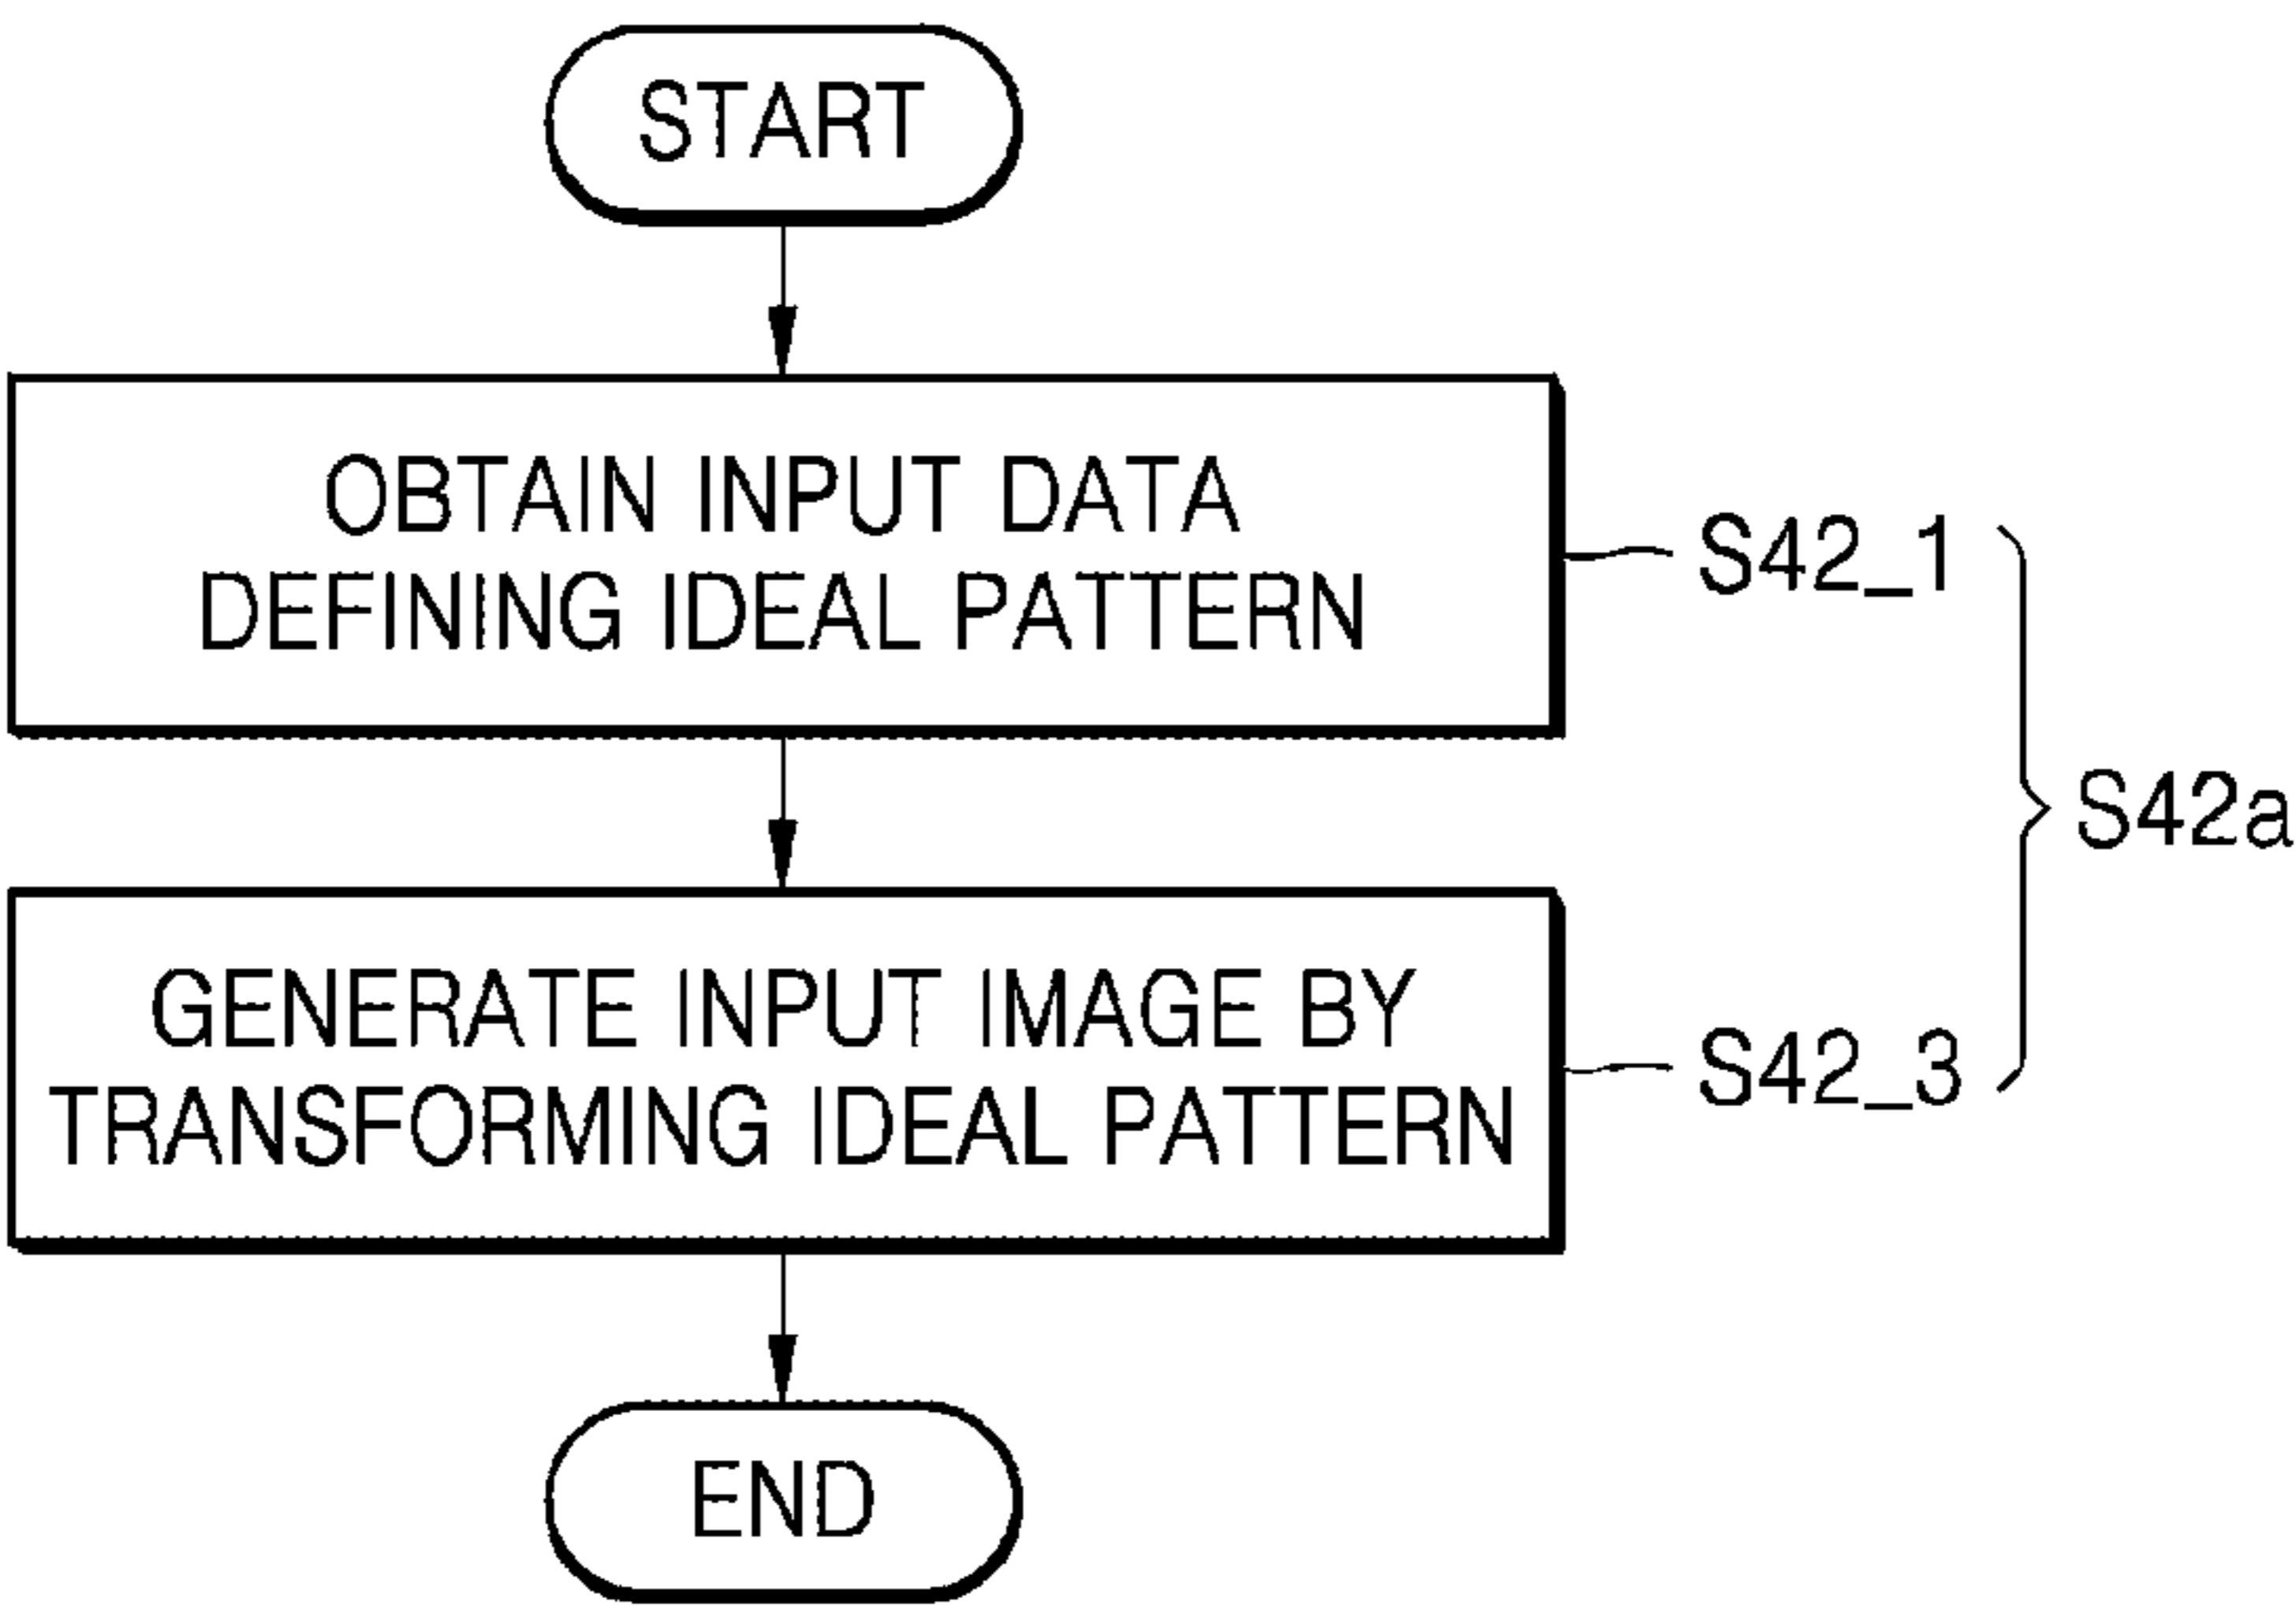 START
OBTAIN INPUT DATA
DEFINING IDEAL PATTERN
S42_1
S42a
GENERATE INPUT IMAGE BY
TRANSFORMING IDEAL PATTERN
S42_3
END